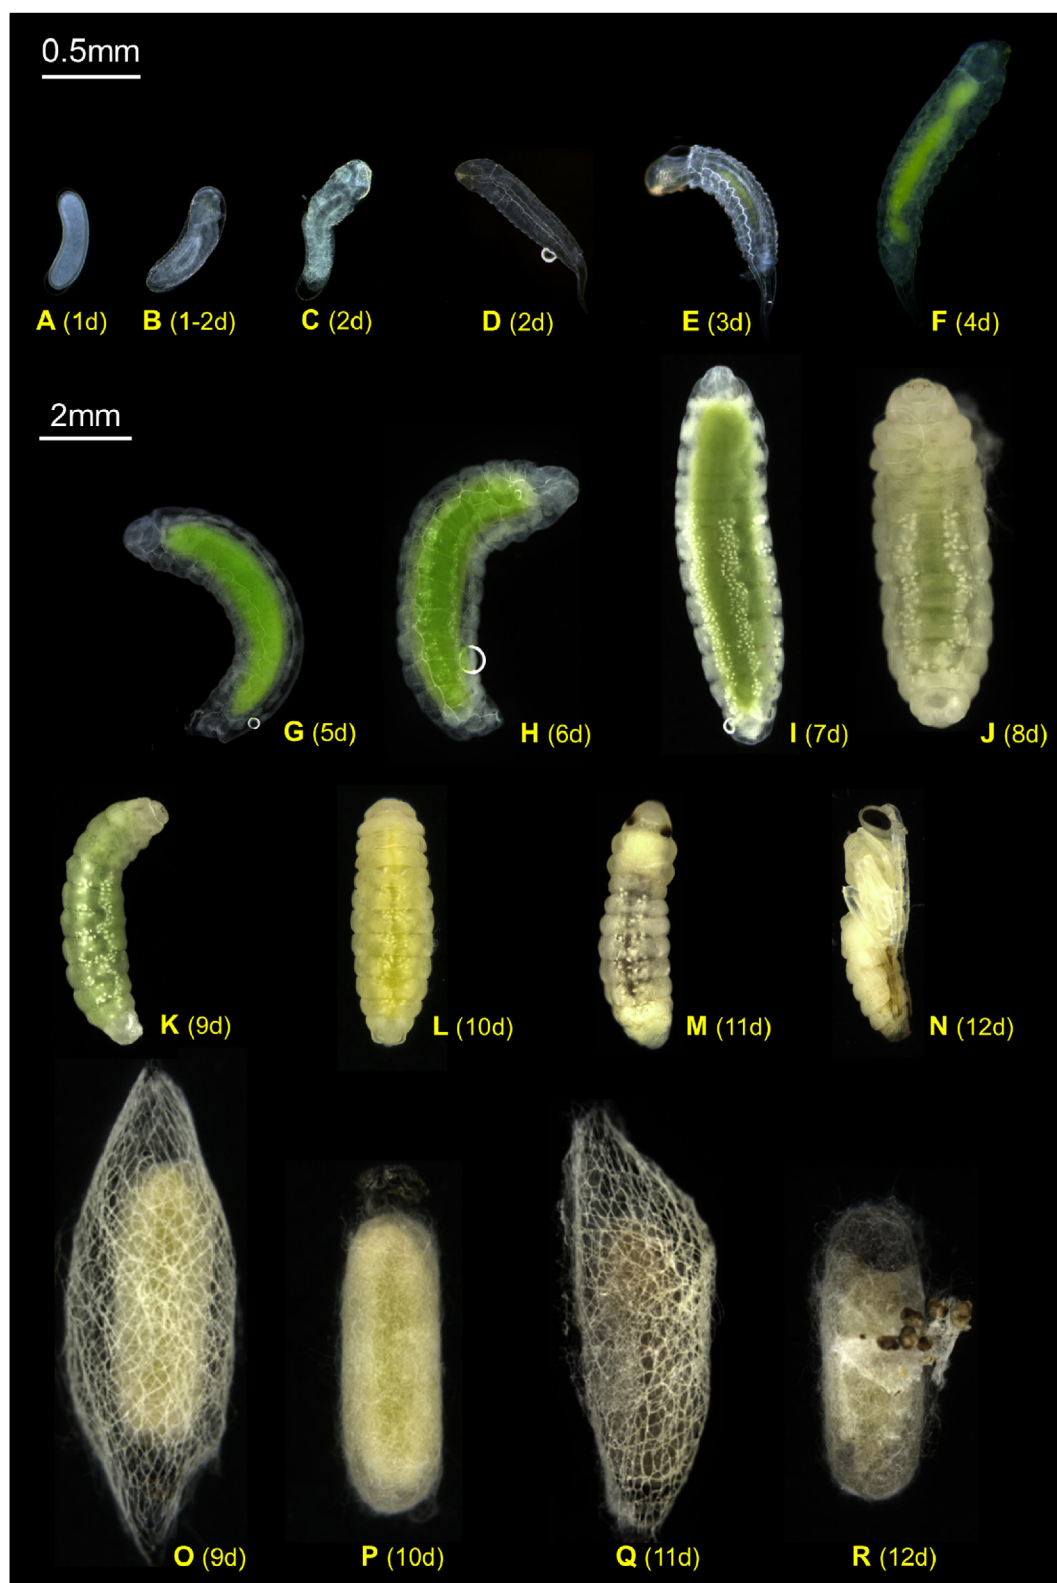 0.5mm
A (1d)
B (1-2d)
C (2d)
D (2d)
E (3d)
F (4d)
2mm
G (5d)
H (6d)
I (7d)
J (8d)
K (9d)
L (10d)
M (11d)
N (12d)
O (9d)
P (10d)
Q (11d)
R (12d)